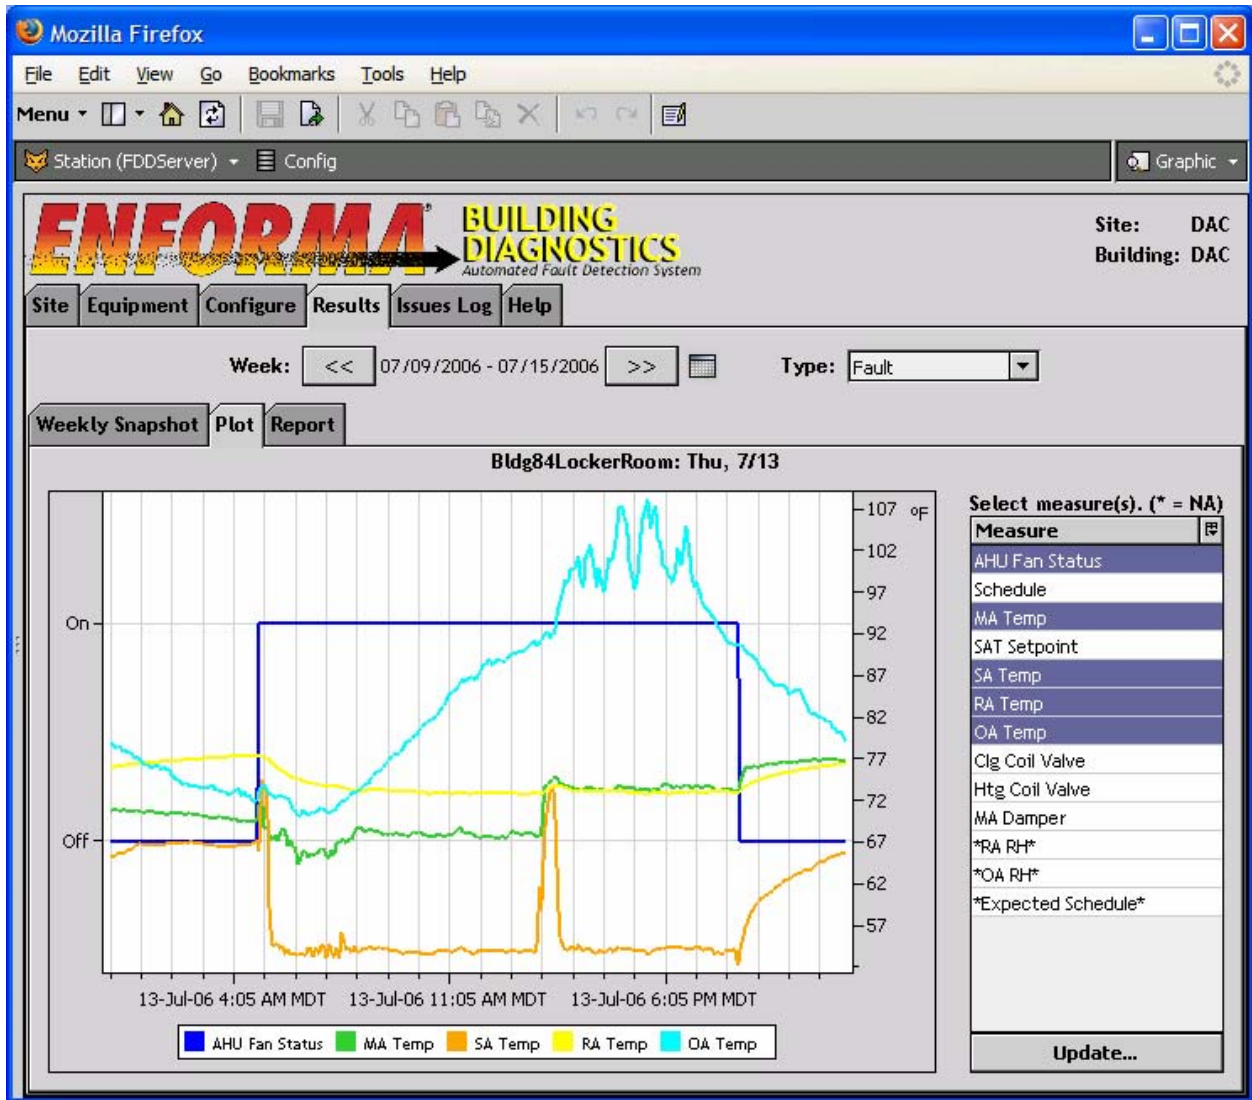 Mozilla Firefox
File Edit View Go Bookmarks Tools Help
Menu
Station (FDDServer) Config Graphic
ENFORMA® BUILDING DIAGNOSTICS
Automated Fault Detection System
Site: DAC
Building: DAC
Site Equipment Configure Results Issues Log Help
Week: << 07/09/2006 - 07/15/2006 >> Type: Fault
Weekly Snapshot Plot Report
Bldg84LockerRoom: Thu, 7/13
On
Off
107 °F
102
97
92
87
82
77
72
67
62
57
13-Jul-06 4:05 AM MDT 13-Jul-06 11:05 AM MDT 13-Jul-06 6:05 PM MDT
AHU Fan Status MA Temp SA Temp RA Temp OA Temp
Select measure(s). (* = NA)
Measure
AHU Fan Status
Schedule
MA Temp
SAT Setpoint
SA Temp
RA Temp
OA Temp
Clg Coil Valve
Htg Coil Valve
MA Damper
*RA RH*
*OA RH*
*Expected Schedule*
Update...